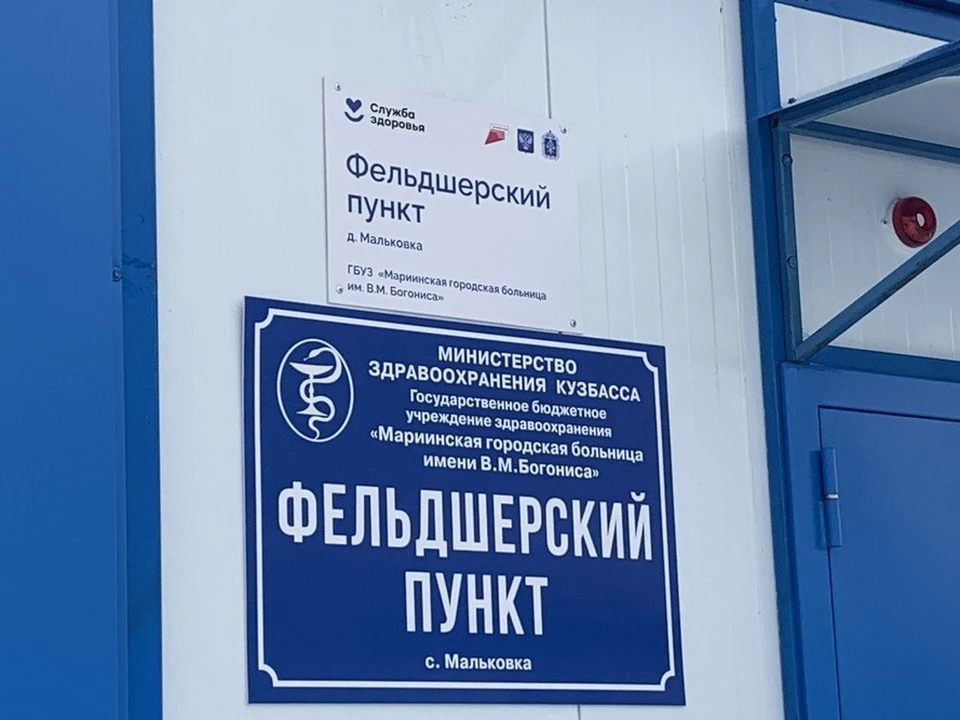 Служба
здоровья
Фельдшерский
пункт
д. Мальковка
ГБУЗ «Мариинская городская больница
им. В.М. Богониса»
МИНИСТЕРСТВО
ЗДРАВООХРАНЕНИЯ КУЗБАССА
Государственное бюджетное
учреждение здравоохранения
«Мариинская городская больница
имени В.М.Богониса»
ФЕЛЬДШЕРСКИЙ
ПУНКТ
с. Мальковка